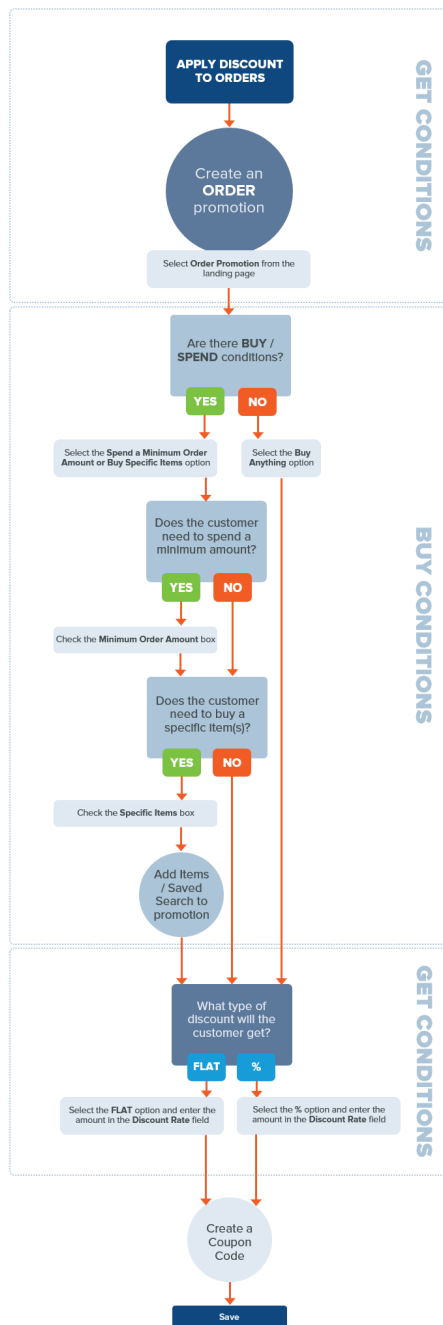 APPLY DISCOUNT
TO ORDERS
GET CONDITIONS
Create an
ORDER
promotion
Select Order Promotion from the
landing page
Are there BUY /
SPEND conditions?
YES
NO
Select the Spend a Minimum Order
Amount or Buy Specific Items option
Select the Buy
Anything option
BUY CONDITIONS
Does the customer
need to spend a
minimum amount?
YES
NO
Check the Minimum Order Amount box
Does the customer
need to buy a
specific item(s)?
YES
NO
Check the Specific Items box
Add Items
/ Saved
Search to
promotion
GET CONDITIONS
What type of
discount will the
customer get?
FLAT
%
Select the FLAT option and enter the
amount in the Discount Rate field
Select the % option and enter the
amount in the Discount Rate field
Create a
Coupon
Code
Save